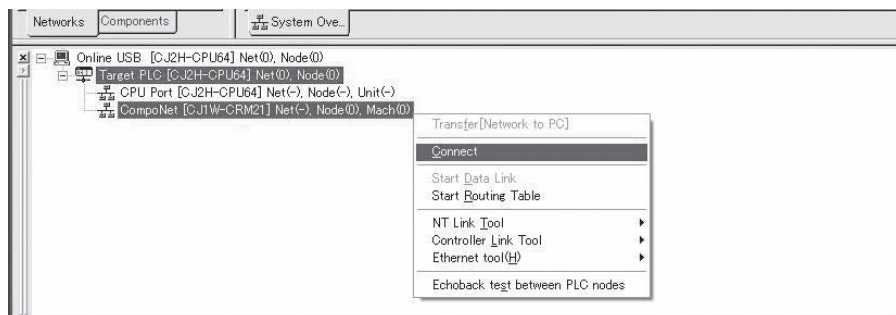 Networks Components System Ove...
Online USB [CJ2H-CPU64] Net(0), Node(0)
Target PLC [CJ2H-CPU64] Net(0), Node(0)
CPU Port [CJ2H-CPU64] Net(-), Node(-), Unit(-)
CompoNet [CJ1W-CRM21] Net(-), Node(0), Mach(0)
Transfer[Network to PC]
Connect
Start Data Link
Start Routing Table
NT Link Tool
Controller Link Tool
Ethernet tool(H)
Echoback test between PLC nodes